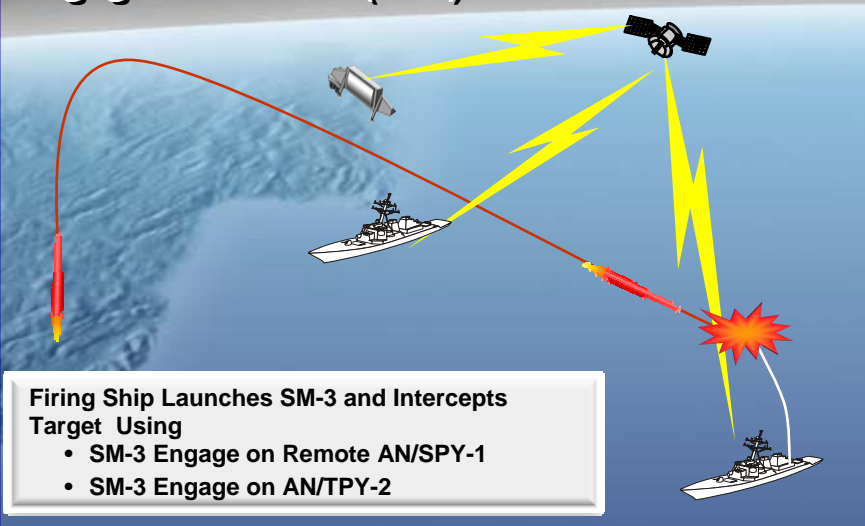 Firing Ship Launches SM-3 and Intercepts
Target Using
• SM-3 Engage on Remote AN/SPY-1
• SM-3 Engage on AN/TPY-2